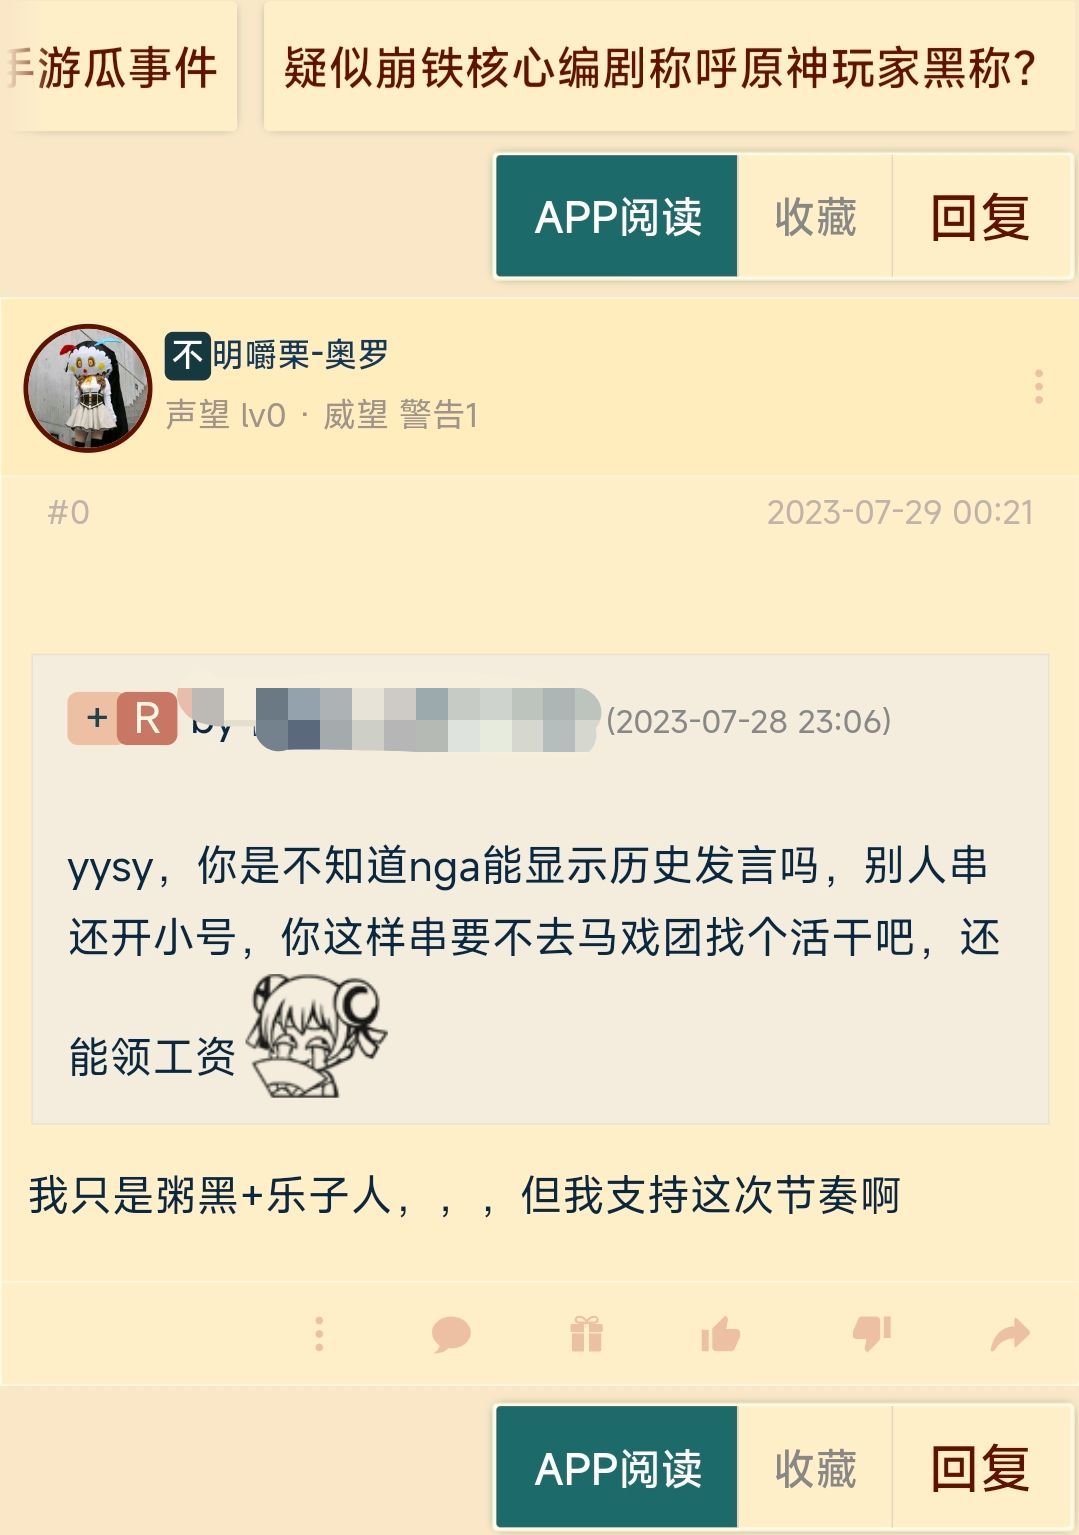 手游瓜事件
疑似崩铁核心编剧称呼原神玩家黑称?
APP阅读
收藏
回复
不明嚼栗-奥罗
声望 lv0 · 威望 警告1
#0
2023-07-29 00:21
+ R by
(2023-07-28 23:06)
yysy，你是不知道nga能显示历史发言吗，别人串
还开小号，你这样串要不去马戏团找个活干吧，还
能领工资
我只是粥黑+乐子人，，，但我支持这次节奏啊
APP阅读
收藏
回复